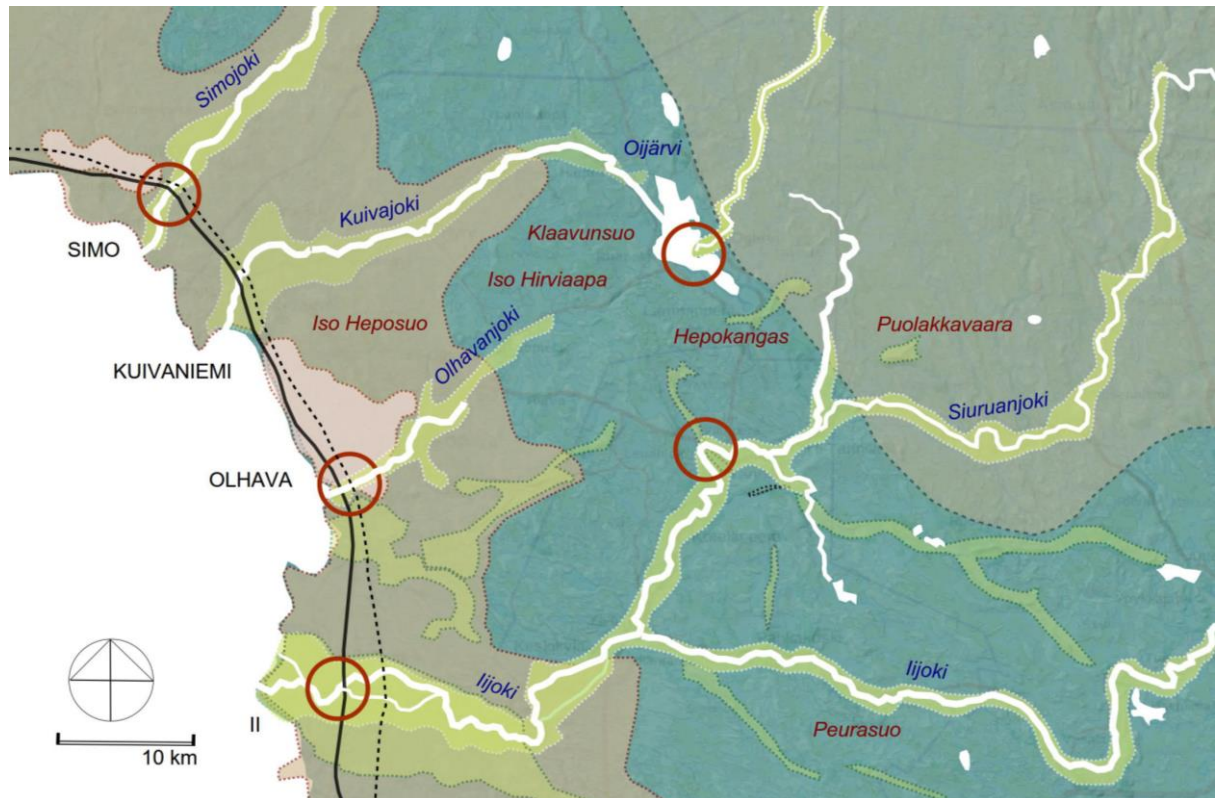 Simojoki
Oijärvi
Kuivajoki
Klaavunsuo
SIMO
Iso Hirviaapa
Iso Heposuo
Hepokangas
Puolakkavaara
Olhavanjoki
KUIVANIEMI
Siuruanjoki
OLHAVA
Iijoki
Iijoki
II
Peurasuo
10 km